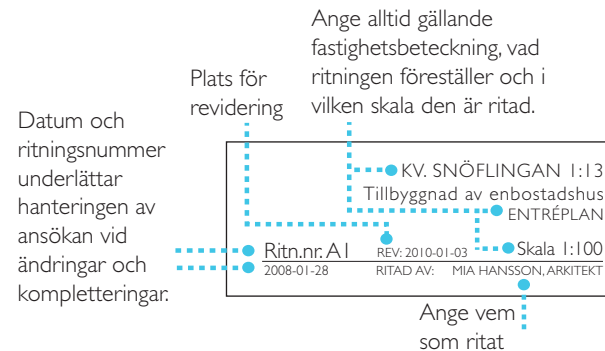 Ange alltid gällande
fastighetsbeteckning, vad
ritningen föreställer och i
vilken skala den är ritad.
Plats för
revidering
Datum och
ritningsnummer
underlättar
hanteringen av
ansökan vid
ändringar och
kompletteringar.
KV. SNÖFLINGAN 1:13
Tillbyggnad av enbostadshus
ENTRÉPLAN
Ritn.nr. A1 REV: 2010-01-03 Skala 1:100
2008-01-28 RITAD AV: MIA HANSSON, ARKITEKT
Ange vem
som ritat